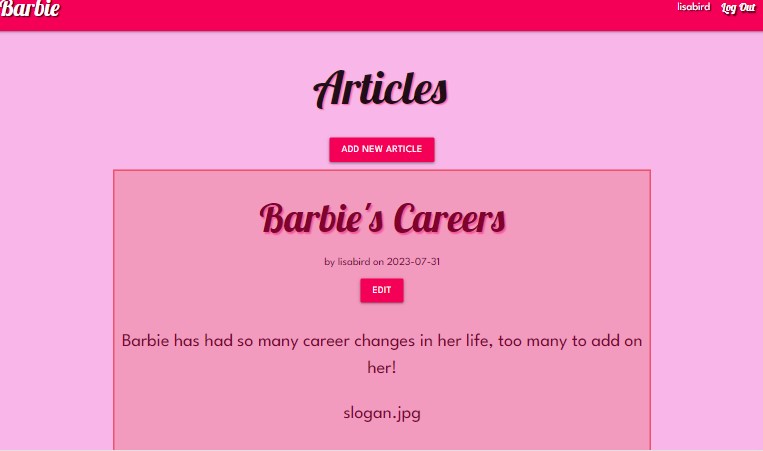 Barbie
lisabird Log Out
Articles
ADD NEW ARTICLE
Barbie's Careers
by lisabird on 2023-07-31
EDIT
Barbie has had so many career changes in her life, too many to add on
her!
slogan.jpg